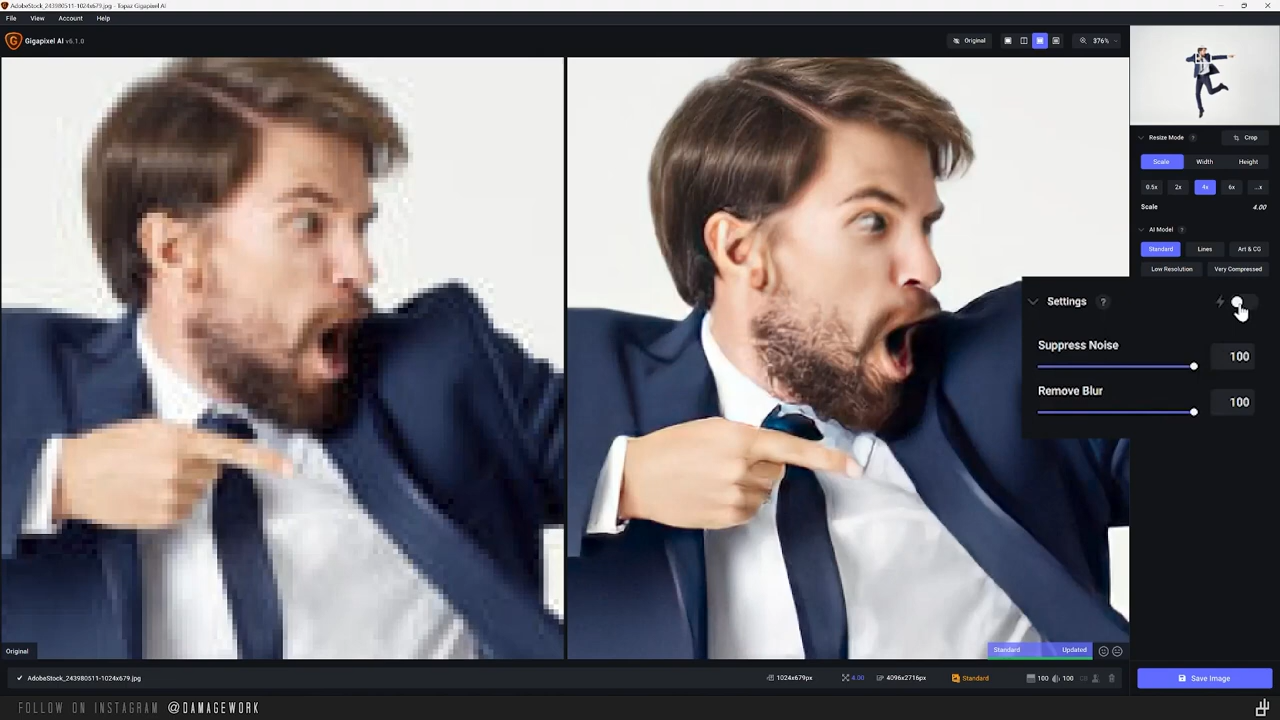 AdobeStock_243980511-1024x679.jpg - Topaz Gigapixel AI
File View Account Help
Gigapixel AI v6.1.0
Original
376%
Resize Mode ? Crop
Scale Width Height
0.5x 2x 4x 6x ...x
Scale 4.00
AI Model ?
Standard Lines Art & CG
Low Resolution Very Compressed
Settings ?
Suppress Noise 100
Remove Blur 100
Original
Standard Updated
AdobeStock_243980511-1024x679.jpg 1024x679px 4.00 4096x2716px Standard 100 100
Save Image
FOLLOW ON INSTAGRAM @DAMAGEWORK